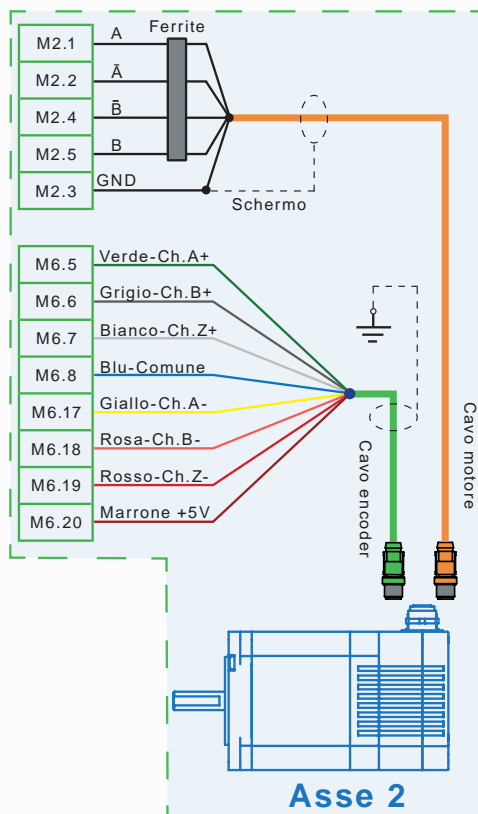 M2.1 A Ferrite
M2.2 Ā
M2.4 B̄
M2.5 B
M2.3 GND
Schermo
M6.5 Verde-Ch.A+
M6.6 Grigio-Ch.B+
M6.7 Bianco-Ch.Z+
M6.8 Blu-Comune
M6.17 Giallo-Ch.A-
M6.18 Rosa-Ch.B-
M6.19 Rosso-Ch.Z-
M6.20 Marrone +5V
Cavo encoder
Cavo motore
Asse 2